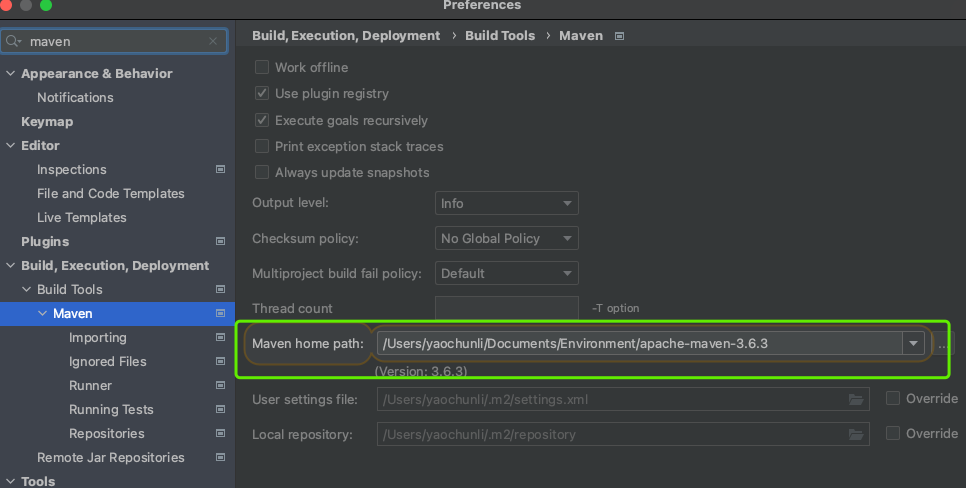 Preferences
maven
Build, Execution, Deployment › Build Tools › Maven
Appearance & Behavior
Notifications
Keymap
Editor
Inspections
File and Code Templates
Live Templates
Plugins
Build, Execution, Deployment
Build Tools
Maven
Importing
Ignored Files
Runner
Running Tests
Repositories
Remote Jar Repositories
Tools
Work offline
Use plugin registry
Execute goals recursively
Print exception stack traces
Always update snapshots
Output level: Info
Checksum policy: No Global Policy
Multiproject build fail policy: Default
Thread count -T option
Maven home path: /Users/yaochunli/Documents/Environment/apache-maven-3.6.3 ...
(Version: 3.6.3)
User settings file: /Users/yaochunli/.m2/settings.xml Override
Local repository: /Users/yaochunli/.m2/repository Override